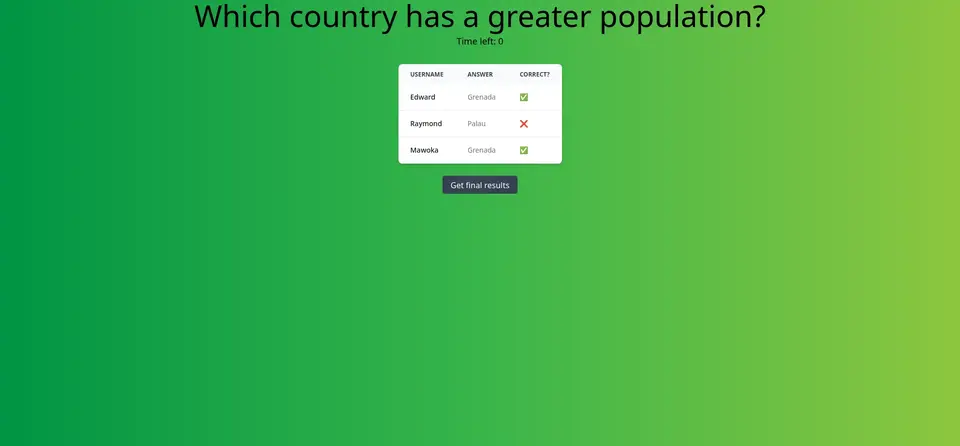 Which country has a greater population?
Time left: 0
USERNAME ANSWER CORRECT?
Edward Grenada ✅
Raymond Palau ❌
Mawoka Grenada ✅
Get final results